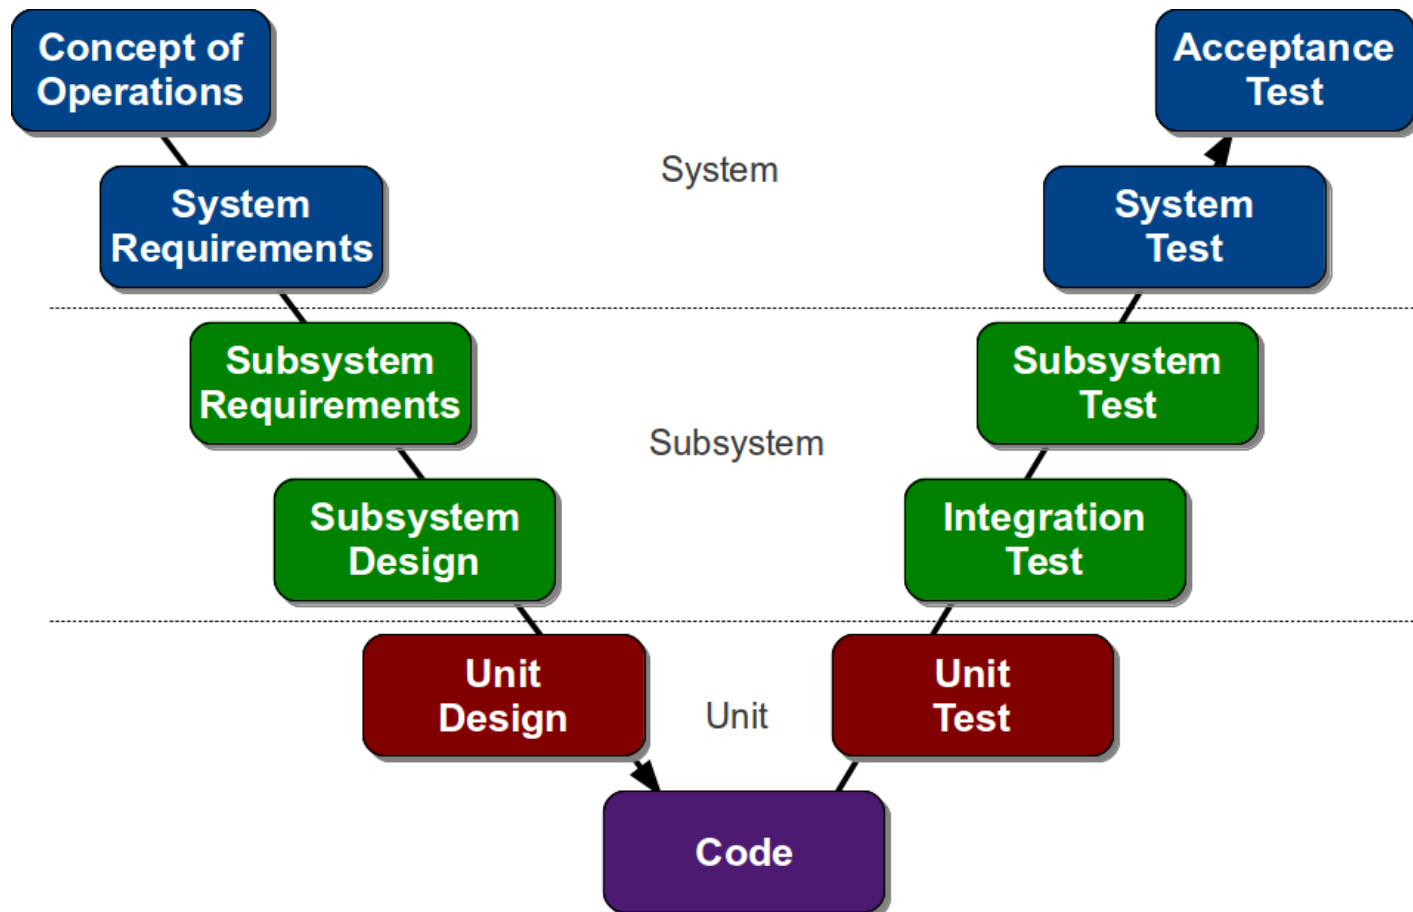 Concept of
Operations
Acceptance
Test
System
System
Requirements
System
Test
Subsystem
Requirements
Subsystem
Test
Subsystem
Subsystem
Design
Integration
Test
Unit
Design
Unit
Unit
Test
Code